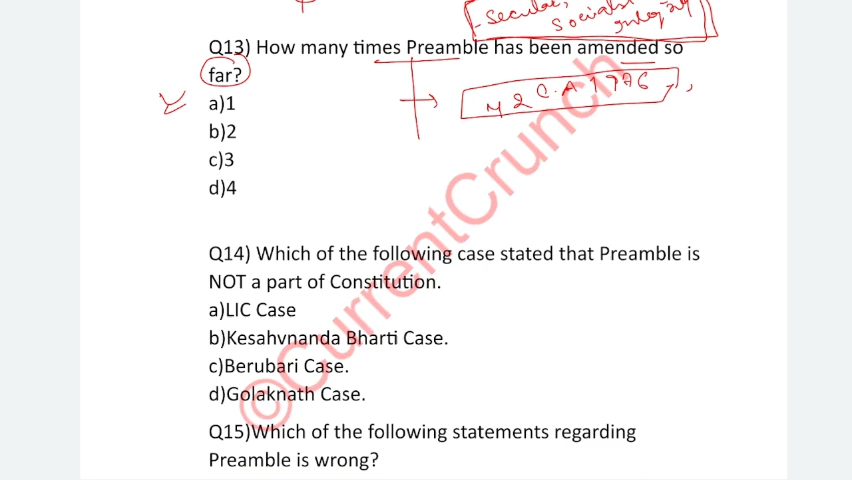 - Secular,
Socialist
Integrity
Q13) How many times Preamble has been amended so
far?
42 C.A 1976
a)1
b)2
c)3
d)4
Q14) Which of the following case stated that Preamble is
NOT a part of Constitution.
a)LIC Case
b)Kesahvnanda Bharti Case.
c)Berubari Case.
d)Golaknath Case.
Q15)Which of the following statements regarding
Preamble is wrong?
©CurrentCrunch